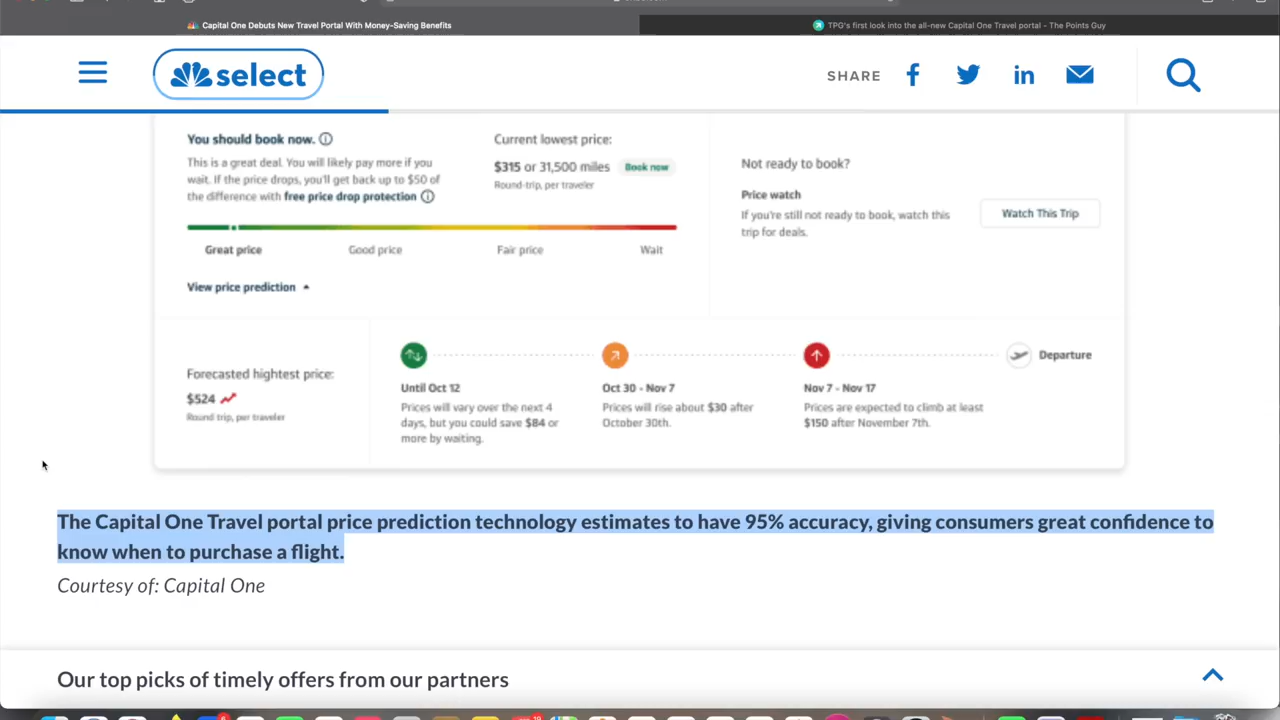 Capital One Debuts New Travel Portal With Money-Saving Benefits
TPG's first look into the all-new Capital One Travel portal - The Points Guy
select
SHARE
You should book now.
This is a great deal. You will likely pay more if you
wait. If the price drops, you'll get back up to $50 of
the difference with free price drop protection
Great price
Good price
Fair price
Wait
View price prediction
Current lowest price:
$315 or 31,500 miles
Book now
Round-trip, per traveler
Not ready to book?
Price watch
If you're still not ready to book, watch this
trip for deals.
Watch This Trip
Forecasted highest price:
$524
Round trip, per traveler
Until Oct 12
Prices will vary over the next 4
days, but you could save $84 or
more by waiting.
Oct 30 - Nov 7
Prices will rise about $30 after
October 30th.
Nov 7 - Nov 17
Prices are expected to climb at least
$150 after November 7th.
Departure
The Capital One Travel portal price prediction technology estimates to have 95% accuracy, giving consumers great confidence to
know when to purchase a flight.
Courtesy of: Capital One
Our top picks of timely offers from our partners